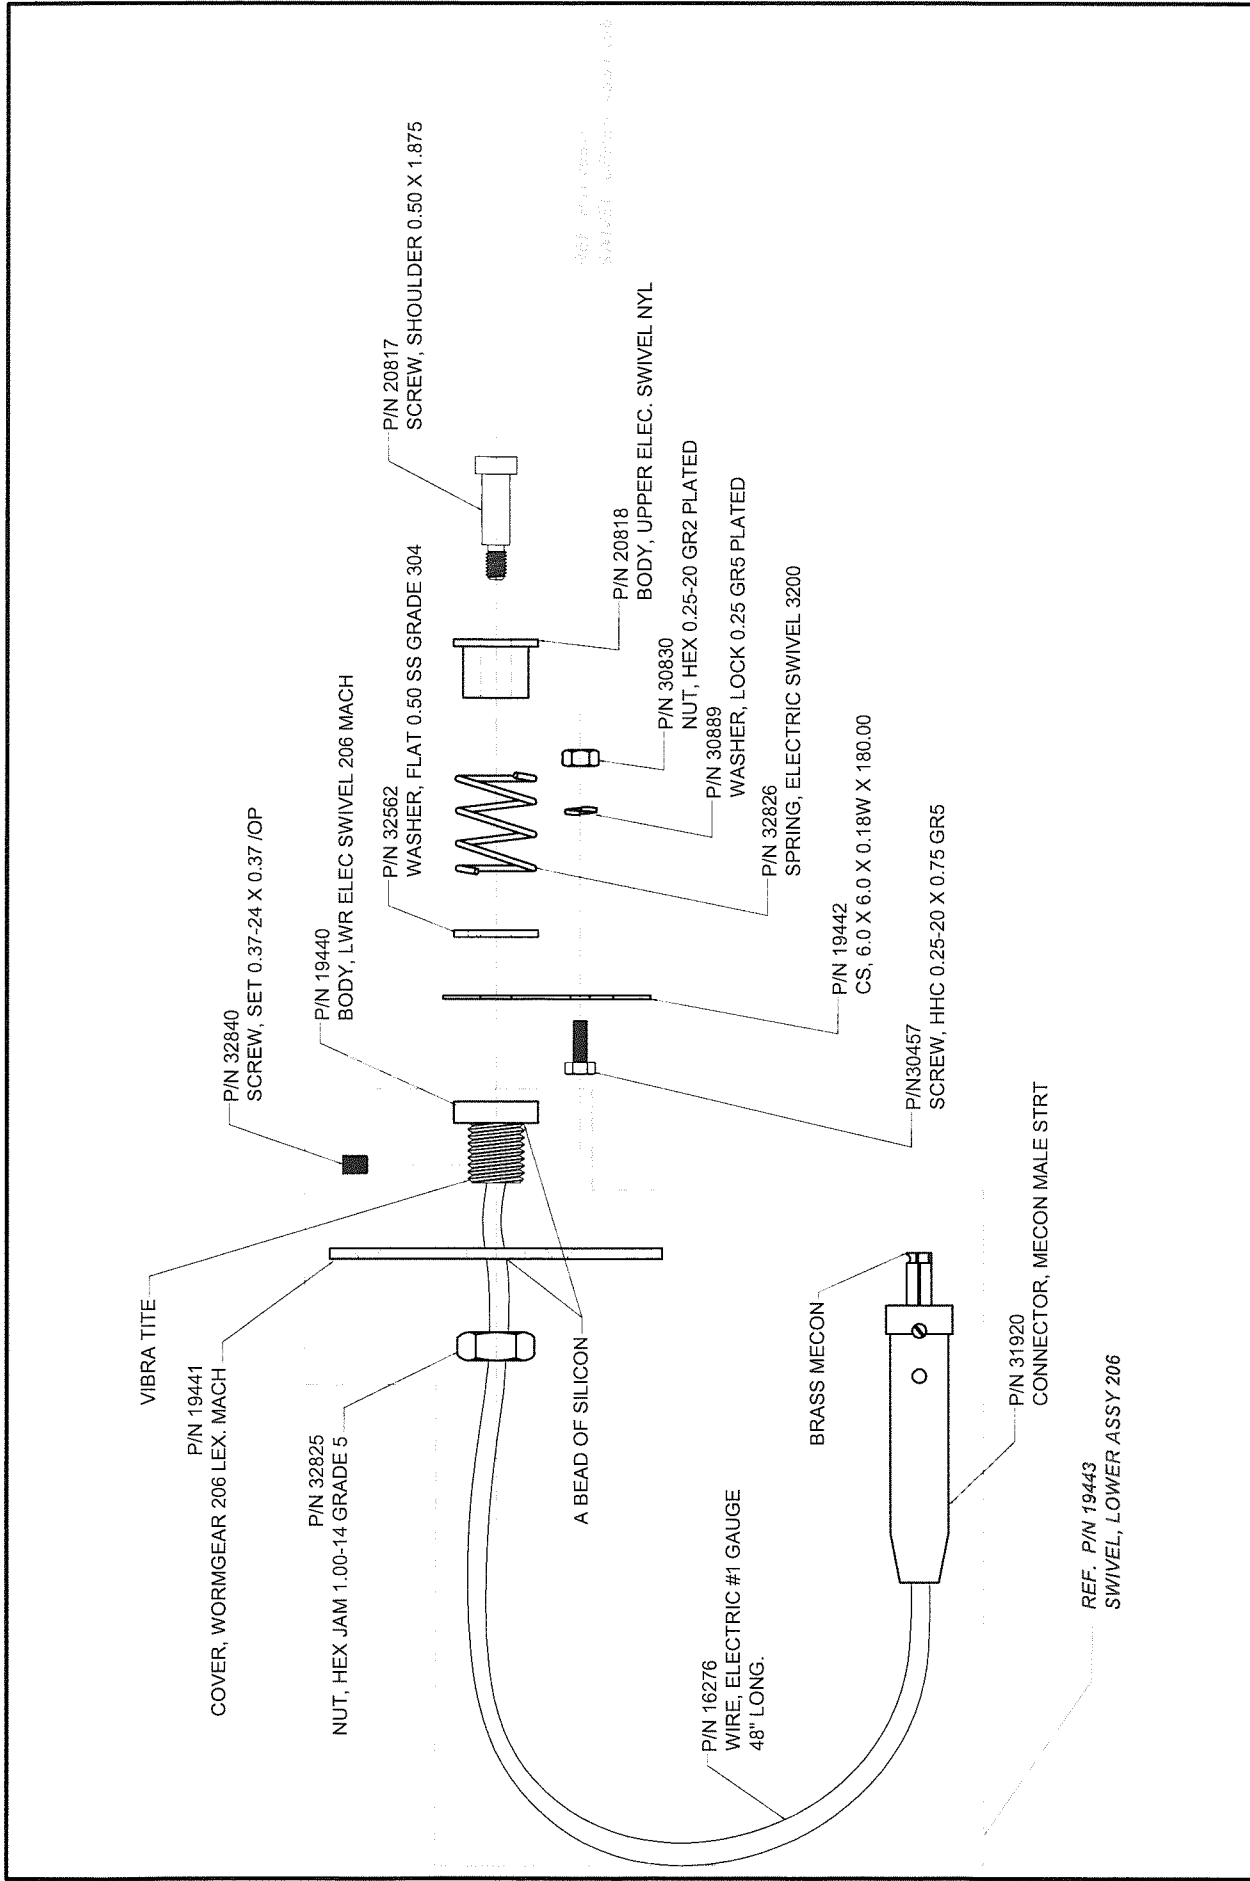 VIBRA TITE
P/N 19441
COVER, WORMGEAR 206 LEX. MACH
P/N 32825
NUT, HEX JAM 1.00-14 GRADE 5
A BEAD OF SILICON
P/N 32840
SCREW, SET 0.37-24 X 0.37 /OP
P/N 19440
BODY, LWR ELEC SWIVEL 206 MACH
P/N 32562
WASHER, FLAT 0.50 SS GRADE 304
P/N 20817
SCREW, SHOULDER 0.50 X 1.875
P/N 20818
BODY, UPPER ELEC. SWIVEL NYL
P/N 30830
NUT, HEX 0.25-20 GR2 PLATED
P/N 30889
WASHER, LOCK 0.25 GR5 PLATED
P/N 32826
SPRING, ELECTRIC SWIVEL 3200
P/N 19442
CS, 6.0 X 6.0 X 0.18W X 180.00
P/N30457
SCREW, HHC 0.25-20 X 0.75 GR5
P/N 16276
WIRE, ELECTRIC #1 GAUGE
48" LONG.
BRASS MECON
P/N 31920
CONNECTOR, MECON MALE STRT
REF. P/N 19443
SWIVEL, LOWER ASSY 206